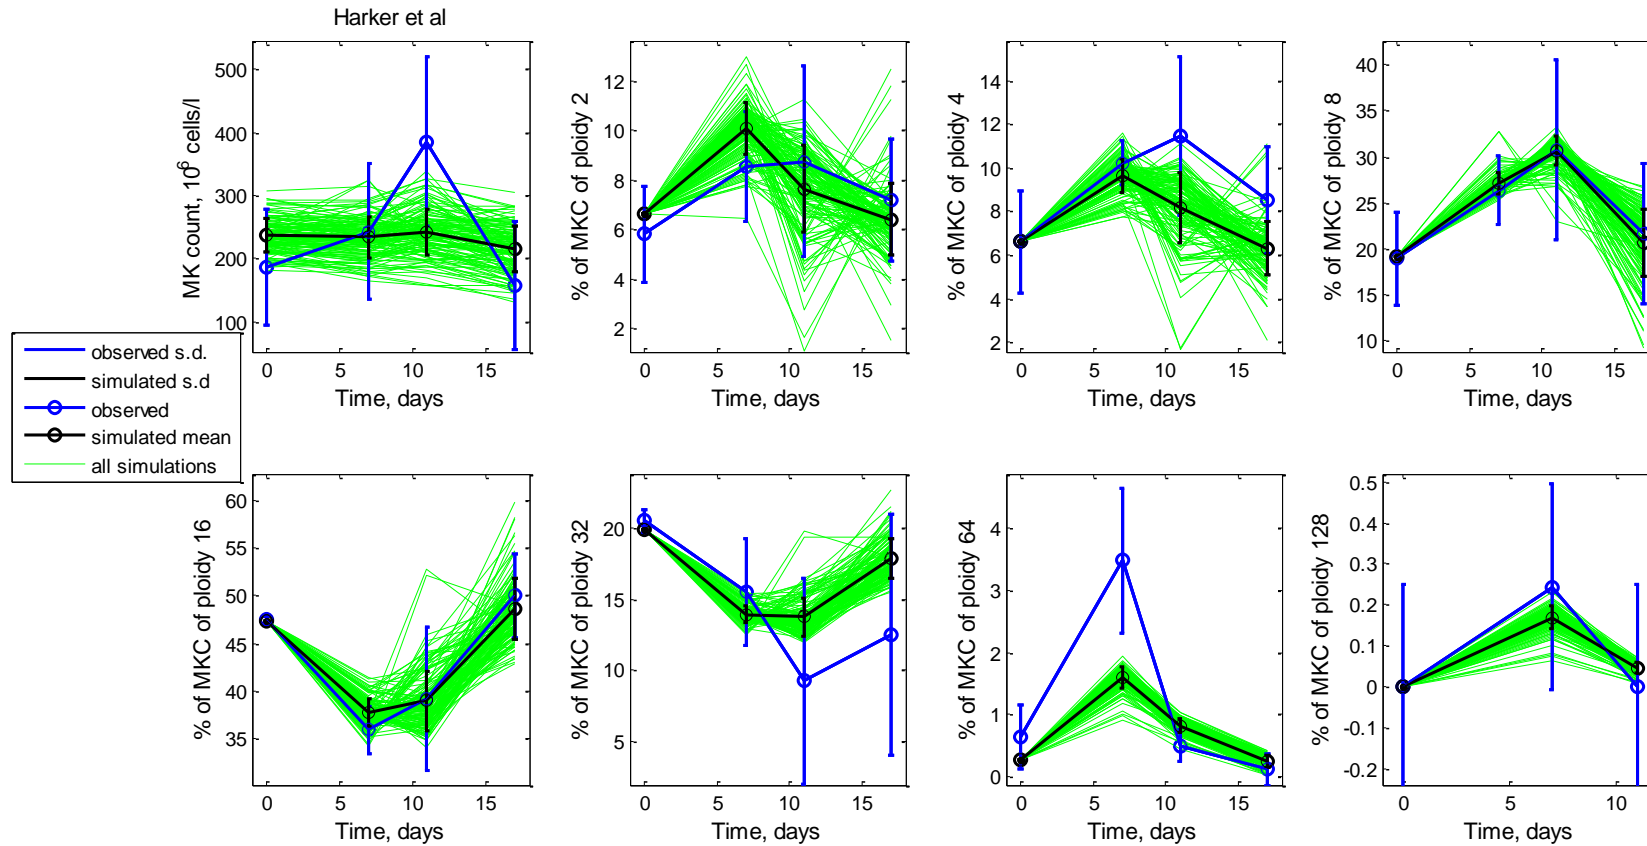 Harker et al
MK count, 10^6 cells/l
500
400
300
200
100
0 5 10 15
Time, days
% of MKC of ploidy 2
12
10
8
6
4
2
0 5 10 15
Time, days
% of MKC of ploidy 4
14
12
10
8
6
4
2
0 5 10 15
Time, days
% of MKC of ploidy 8
40
35
30
25
20
15
10
0 5 10 15
Time, days
observed s.d.
simulated s.d
observed
simulated mean
all simulations
% of MKC of ploidy 16
60
55
50
45
40
35
0 5 10 15
Time, days
% of MKC of ploidy 32
20
15
10
5
0 5 10 15
Time, days
% of MKC of ploidy 64
4
3
2
1
0
0 5 10 15
Time, days
% of MKC of ploidy 128
0.5
0.4
0.3
0.2
0.1
0
-0.1
-0.2
0 5 10
Time, days